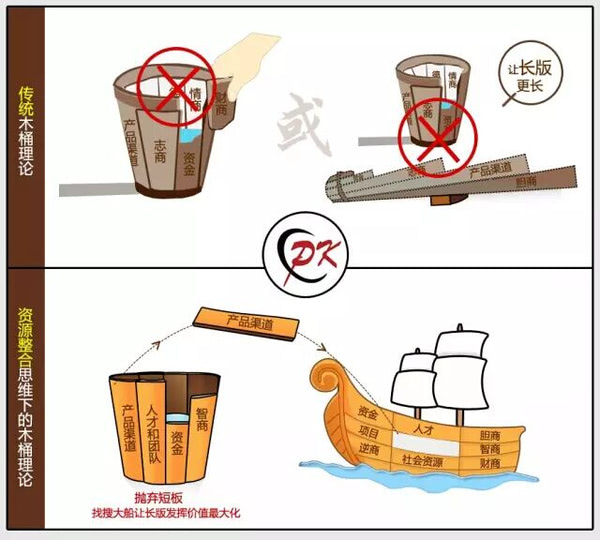 传统木桶理论
德
情商
财商
产品渠道
志商
资金
或
德
情商
志商
资
让长版
更长
志商
产品渠道
胆商
PK
资源整合思维下的木桶理论
产品渠道
产品渠道
人才和团队
资金
智商
资金
人才
胆商
项目
智商
逆商
社会资源
财商
抛弃短板
找搜大船让长版发挥价值最大化